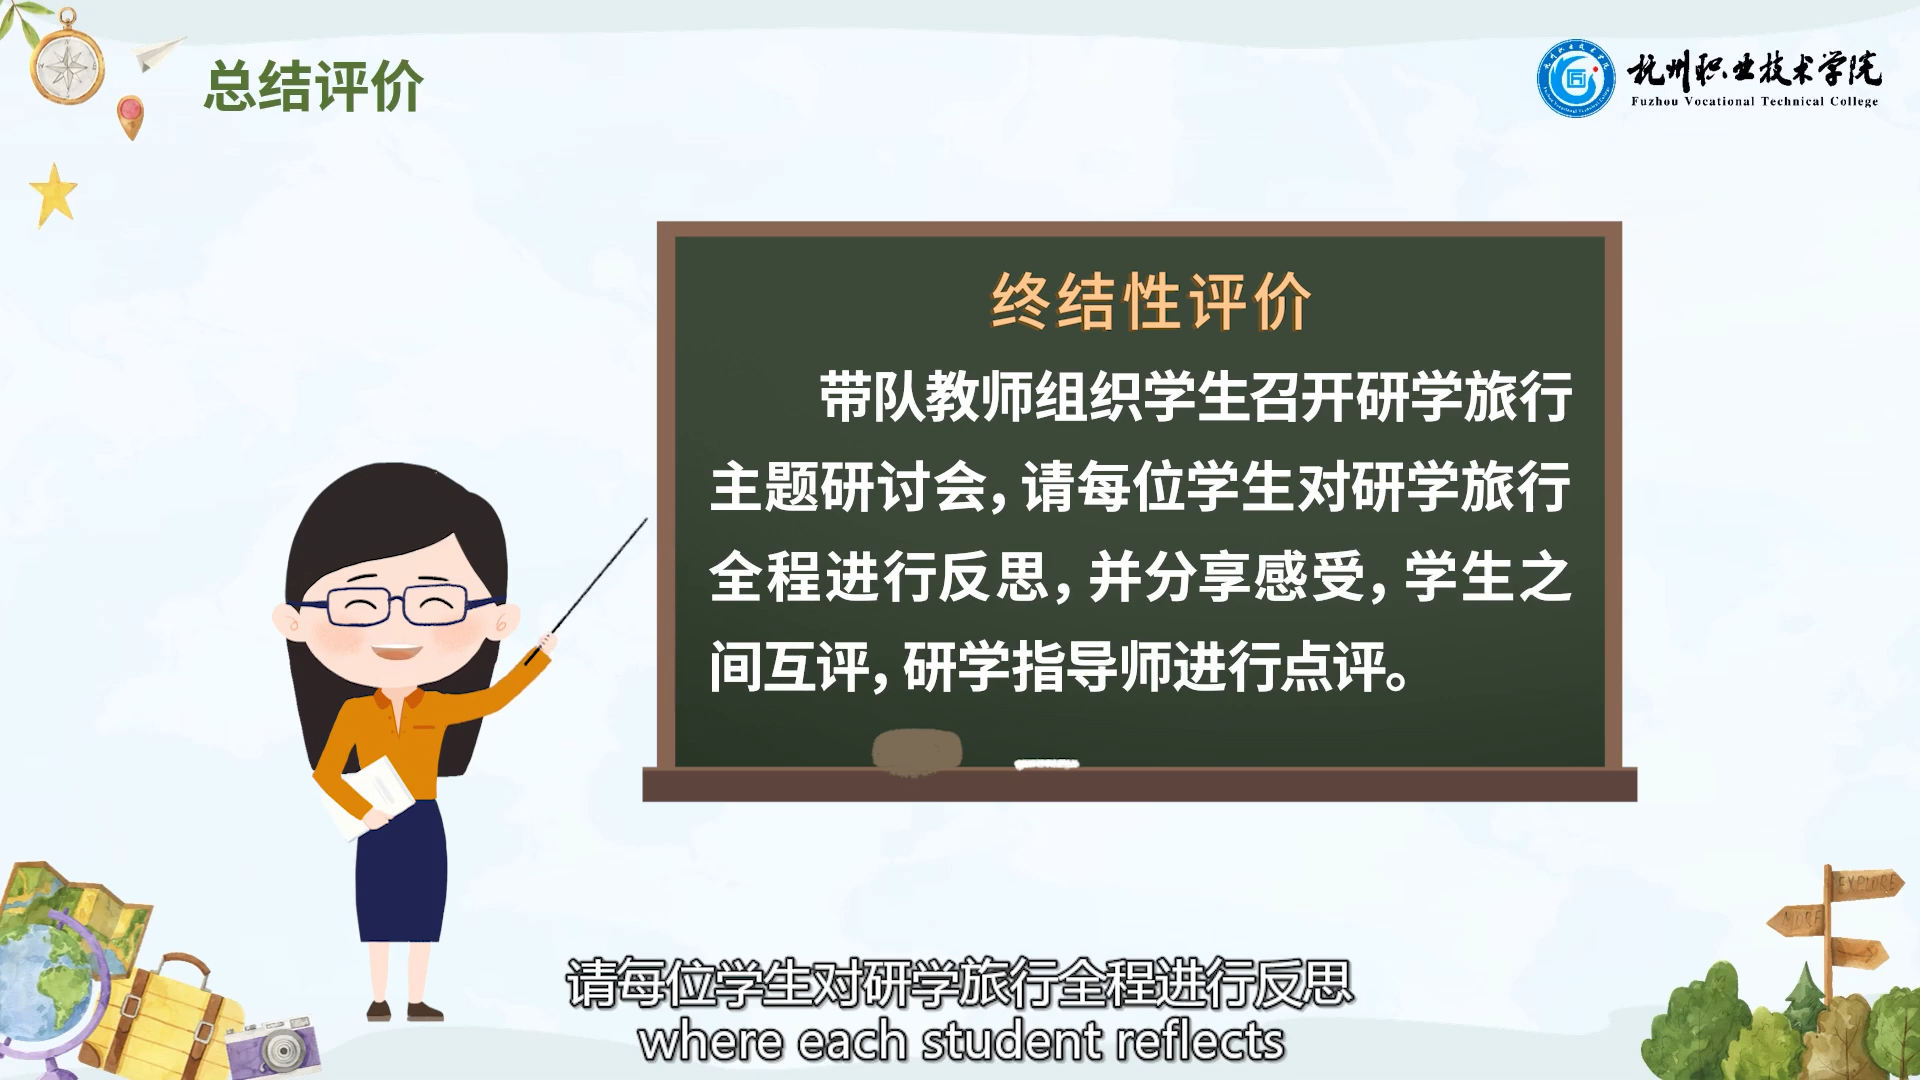 总结评价
抚州职业技术学院
Fuzhou Vocational Technical College
终结性评价
带队教师组织学生召开研学旅行
主题研讨会，请每位学生对研学旅行
全程进行反思，并分享感受，学生之
间互评，研学指导师进行点评。
EXPLORE
MORE
请每位学生对研学旅行全程进行反思
where each student reflects